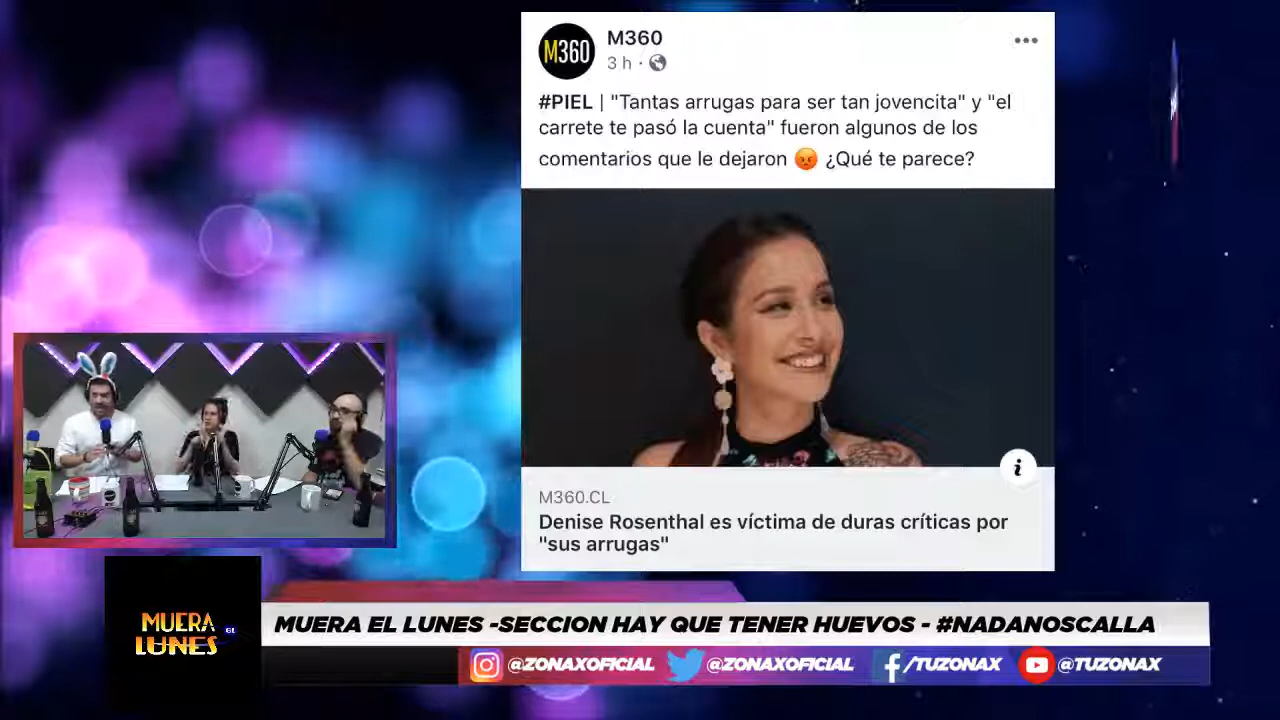 M360
M360
3 h ·
#PIEL | "Tantas arrugas para ser tan jovencita" y "el
carrete te pasó la cuenta" fueron algunos de los
comentarios que le dejaron 😡 ¿Qué te parece?
i
M360.CL
Denise Rosenthal es víctima de duras críticas por
"sus arrugas"
MUERA
EL
LUNES
MUERA EL LUNES -SECCION HAY QUE TENER HUEVOS - #NADANOSCALLA
@ZONAXOFICIAL @ZONAXOFICIAL /TUZONAX @TUZONAX